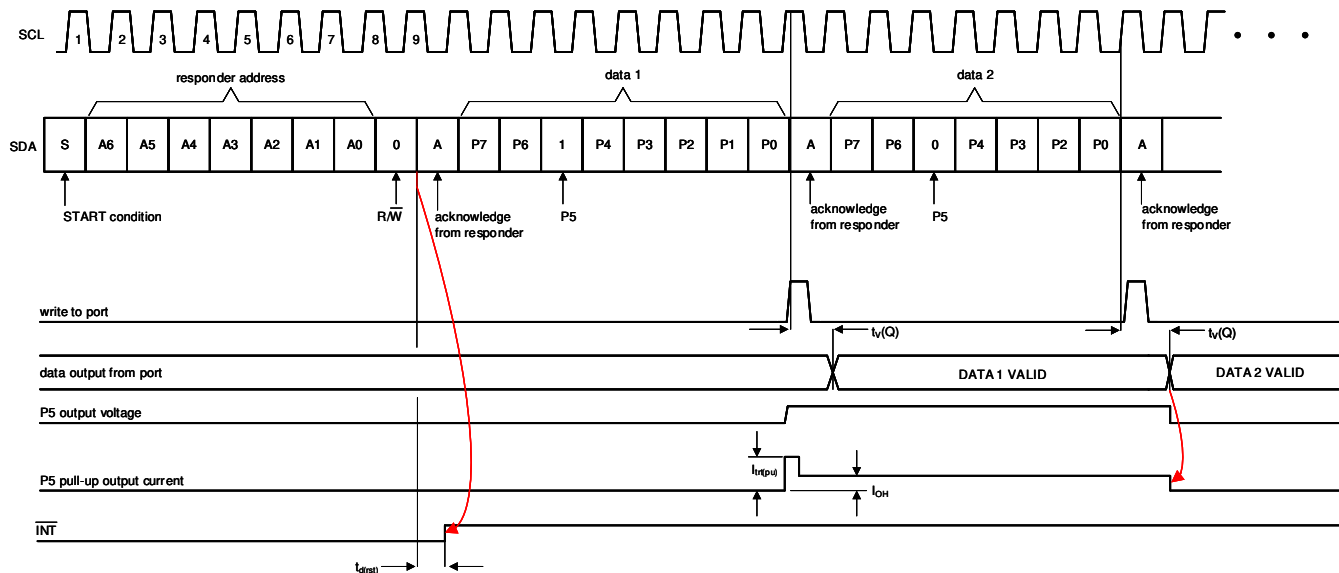 SCL
1 2 3 4 5 6 7 8 9
responder address
data 1
data 2
SDA
S A6 A5 A4 A3 A2 A1 A0 0 A P7 P6 1 P4 P3 P2 P1 P0 A P7 P6 0 P4 P3 P2 P0 A
START condition
R/W
acknowledge
from responder
P5
acknowledge
from responder
P5
acknowledge
from responder
write to port
tV(Q)
tV(Q)
data output from port
DATA 1 VALID
DATA 2 VALID
P5 output voltage
Itrt(pu)
P5 pull-up output current
IOH
INT
td(rst)